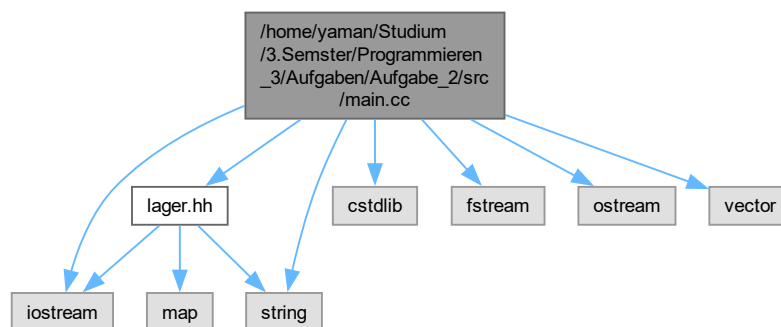 /home/yaman/Studium
/3.Semster/Programmieren
_3/Aufgaben/Aufgabe_2/src
/main.cc
lager.hh
cstdlib
fstream
ostream
vector
iostream
map
string